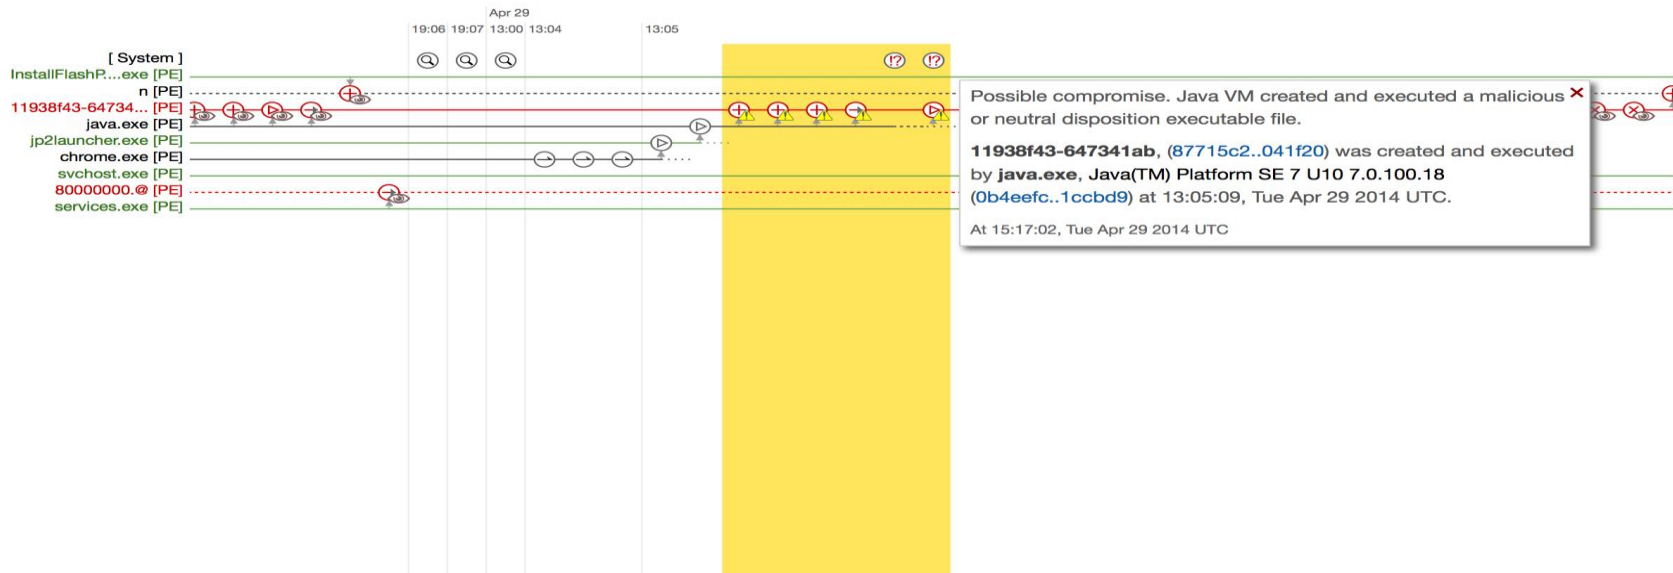 Apr 29
19:06 19:07 13:00 13:04 13:05
[ System ]
InstallFlashP....exe [PE]
n [PE]
11938f43-64734... [PE]
java.exe [PE]
jp2launcher.exe [PE]
chrome.exe [PE]
svchost.exe [PE]
80000000.@ [PE]
services.exe [PE]
!? !?
Possible compromise. Java VM created and executed a malicious
or neutral disposition executable file.
11938f43-647341ab, (87715c2..041f20) was created and executed
by java.exe, Java(TM) Platform SE 7 U10 7.0.100.18
(0b4eefc..1ccbd9) at 13:05:09, Tue Apr 29 2014 UTC.
At 15:17:02, Tue Apr 29 2014 UTC